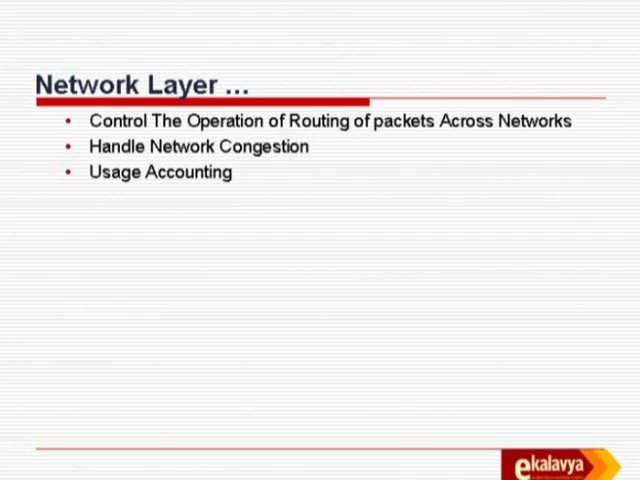 Network Layer ...
• Control The Operation of Routing of packets Across Networks
• Handle Network Congestion
• Usage Accounting
ekalavya